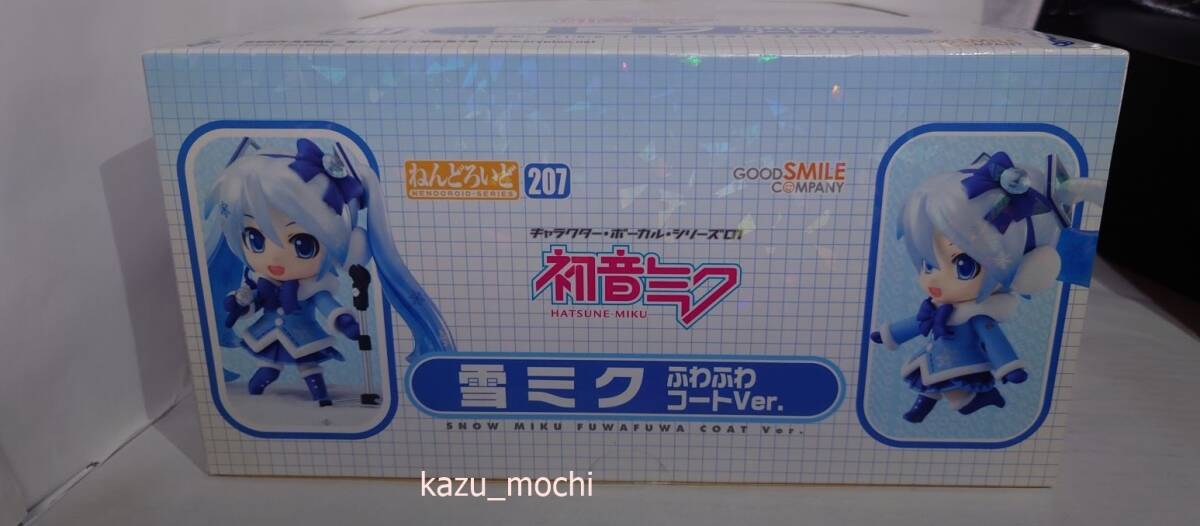 ねんどろいど
NENDOROID-SERIES
207
GOOD SMILE
COMPANY
キャラクター・ボーカル・シリーズ01
初音ミク
HATSUNE MIKU
雪ミク ふわふわ
コートVer.
SNOW MIKU FUWAFUWA COAT Ver.
kazu_mochi